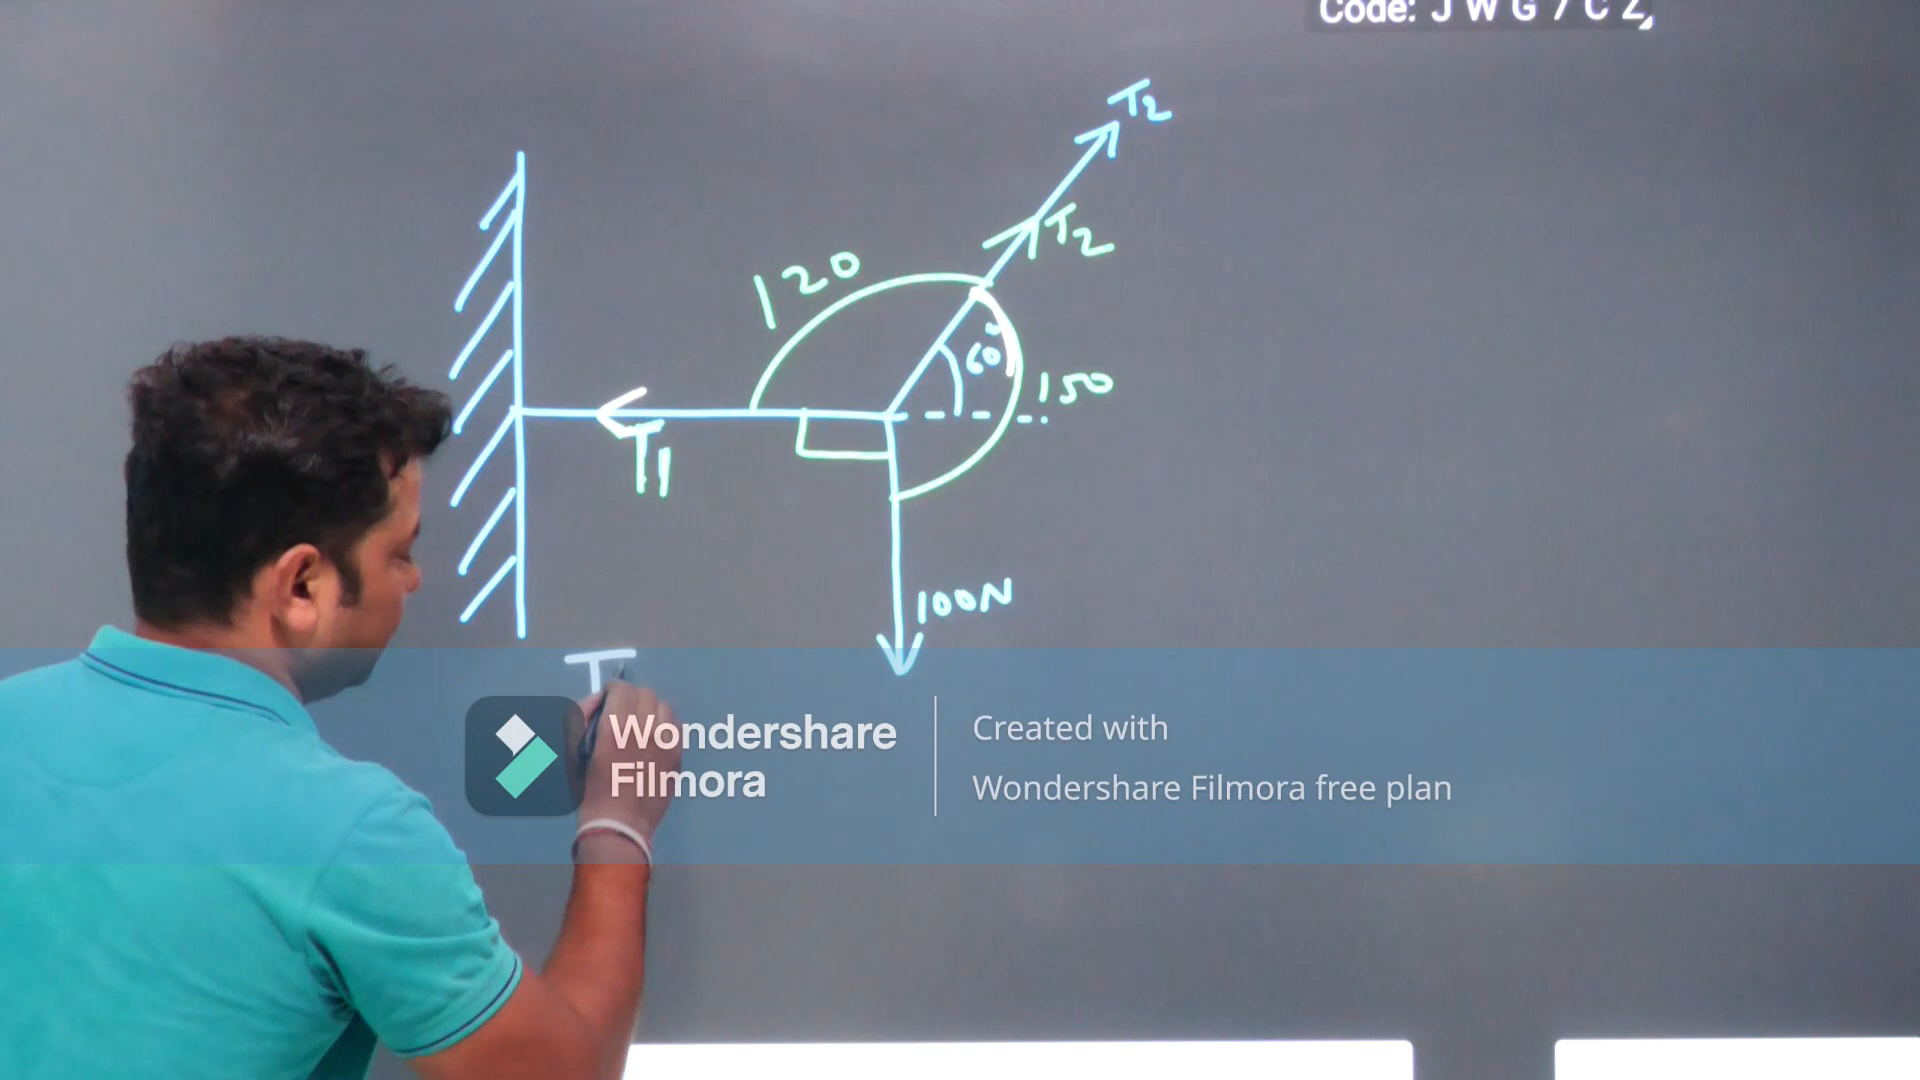 Code: J W G 7 C Z
T2
T2
120
60°
150
T1
100N
T
Wondershare
Filmora
Created with
Wondershare Filmora free plan